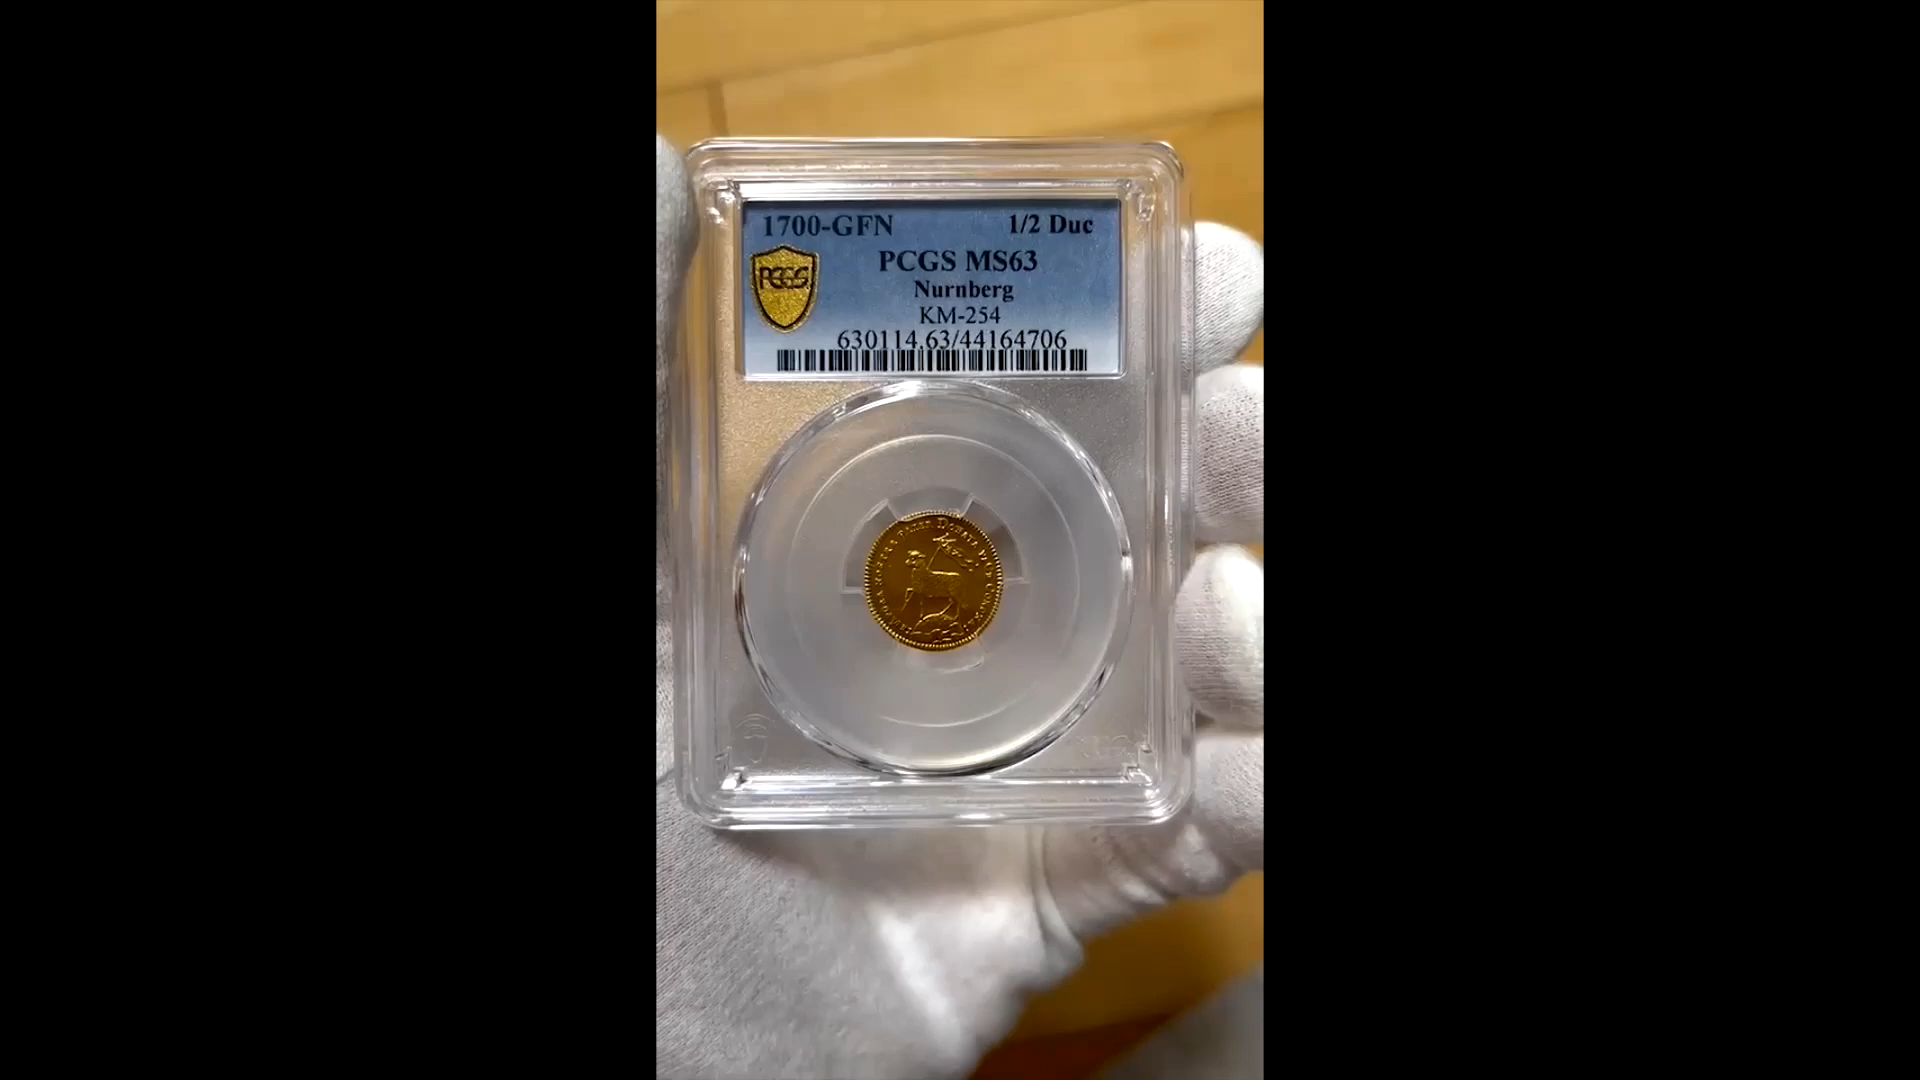 1700-GFN 1/2 Duc
PCGS MS63
PCGS
Nurnberg
KM-254
630114.63/44164706